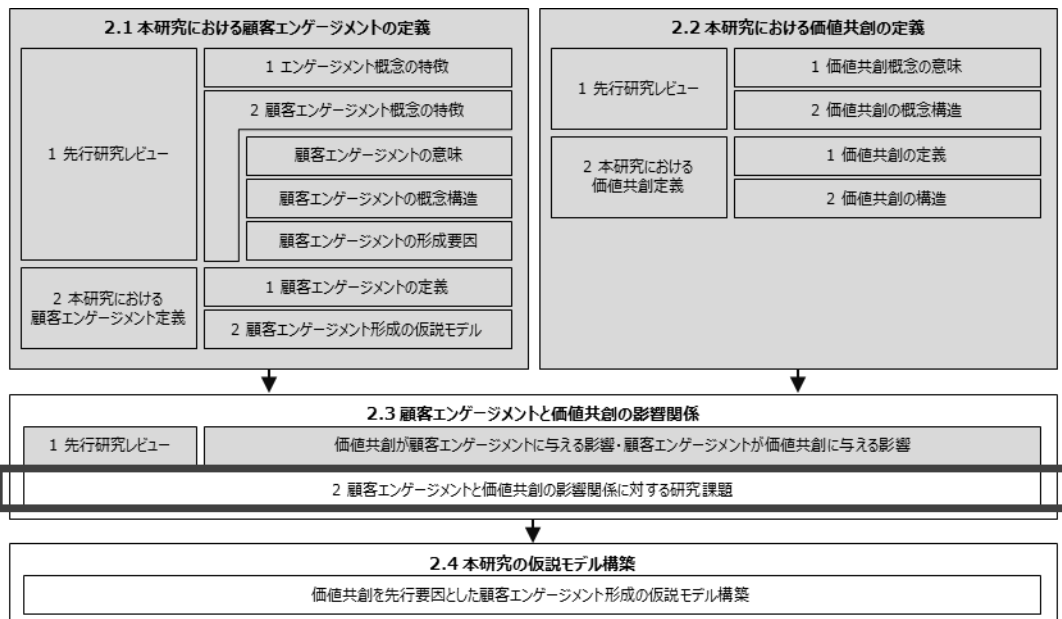 2.1 本研究における顧客エンゲージメントの定義
1 先行研究レビュー
1 エンゲージメント概念の特徴
2 顧客エンゲージメント概念の特徴
顧客エンゲージメントの意味
顧客エンゲージメントの概念構造
顧客エンゲージメントの形成要因
2 本研究における
顧客エンゲージメント定義
1 顧客エンゲージメントの定義
2 顧客エンゲージメント形成の仮説モデル
2.2 本研究における価値共創の定義
1 先行研究レビュー
1 価値共創概念の意味
2 価値共創の概念構造
2 本研究における
価値共創定義
1 価値共創の定義
2 価値共創の構造
2.3 顧客エンゲージメントと価値共創の影響関係
1 先行研究レビュー
価値共創が顧客エンゲージメントに与える影響・顧客エンゲージメントが価値共創に与える影響
2 顧客エンゲージメントと価値共創の影響関係に対する研究課題
2.4 本研究の仮説モデル構築
価値共創を先行要因とした顧客エンゲージメント形成の仮説モデル構築